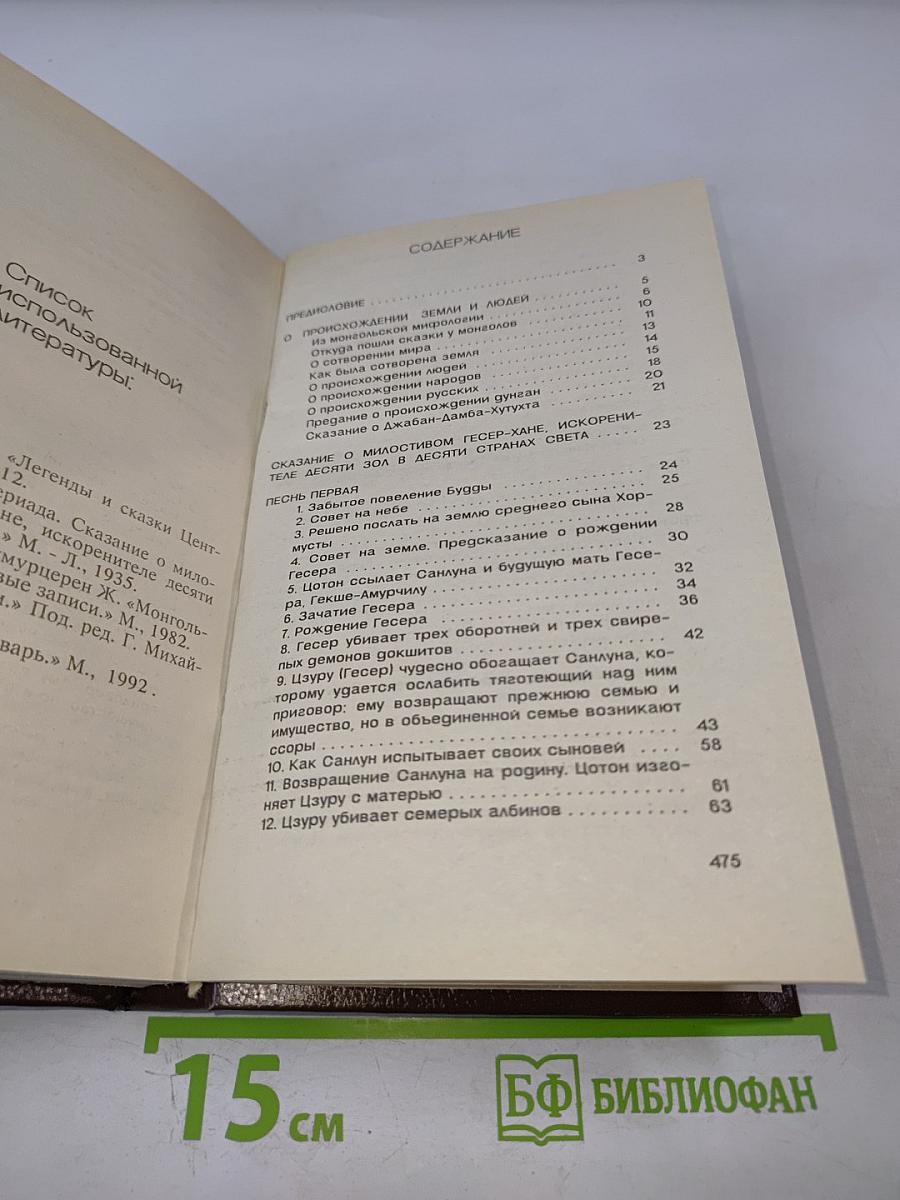 Список
использованной
литературы:
«Легенды и сказки Цент-
12.
ериада. Сказание о мило-
не, искоренителе десяти
» М. - Л., 1935.
мурцерен Ж. «Монголь-
вые записи.» М., 1982.
и.» Под. ред. Г. Михай-
варь.» М., 1992.
СОДЕРЖАНИЕ
ПРЕДИСЛОВИЕ . . . . . . . . . . . . . . . . . . . . . . . . . . 3
О ПРОИСХОЖДЕНИИ ЗЕМЛИ И ЛЮДЕЙ . . . . . . . . . . 5
Из монгольской мифологии . . . . . . . . . . . . . . . 6
Откуда пошли сказки у монголов . . . . . . . . . . . . 10
О сотворении мира . . . . . . . . . . . . . . . . . . . 11
Как была сотворена земля . . . . . . . . . . . . . . . 13
О происхождении людей . . . . . . . . . . . . . . . . 14
О происхождении народов . . . . . . . . . . . . . . . 15
О происхождении русских . . . . . . . . . . . . . . . 18
Предание о происхождении дунган . . . . . . . . . . . 20
Сказание о Джабан-Дамба-Хутухта . . . . . . . . . . . 21
СКАЗАНИЕ О МИЛОСТИВОМ ГЕСЕР-ХАНЕ, ИСКОРЕНИ-
ТЕЛЕ ДЕСЯТИ ЗОЛ В ДЕСЯТИ СТРАНАХ СВЕТА . . . . . 23
ПЕСНЬ ПЕРВАЯ
1. Забытое повеление Будды . . . . . . . . . . . . . . 24
2. Совет на небе . . . . . . . . . . . . . . . . . . . 25
3. Решено послать на землю среднего сына Хор-
мусты . . . . . . . . . . . . . . . . . . . . . . . . 28
4. Совет на земле. Предсказание о рождении
Гесера . . . . . . . . . . . . . . . . . . . . . . . . 30
5. Цотон ссылает Санлуна и будущую мать Гесе-
ра, Гекше-Амурчилу . . . . . . . . . . . . . . . . . . 32
6. Зачатие Гесера . . . . . . . . . . . . . . . . . . 34
7. Рождение Гесера . . . . . . . . . . . . . . . . . . 36
8. Гесер убивает трех оборотней и трех свире-
пых демонов докшитов . . . . . . . . . . . . . . . . . 42
9. Цзуру (Гесер) чудесно обогащает Санлуна, ко-
торому удается ослабить тяготеющий над ним
приговор: ему возвращают прежнюю семью и
имущество, но в объединенной семье возникают
ссоры . . . . . . . . . . . . . . . . . . . . . . . . 43
10. Как Санлун испытывает своих сыновей . . . . 58
11. Возвращение Санлуна на родину. Цотон изго-
няет Цзуру с матерью . . . . . . . . . . . . . . . . . 61
12. Цзуру убивает семерых албинов . . . . . . . . . . . 63
475
15 см
БФ БИБЛИОФАН